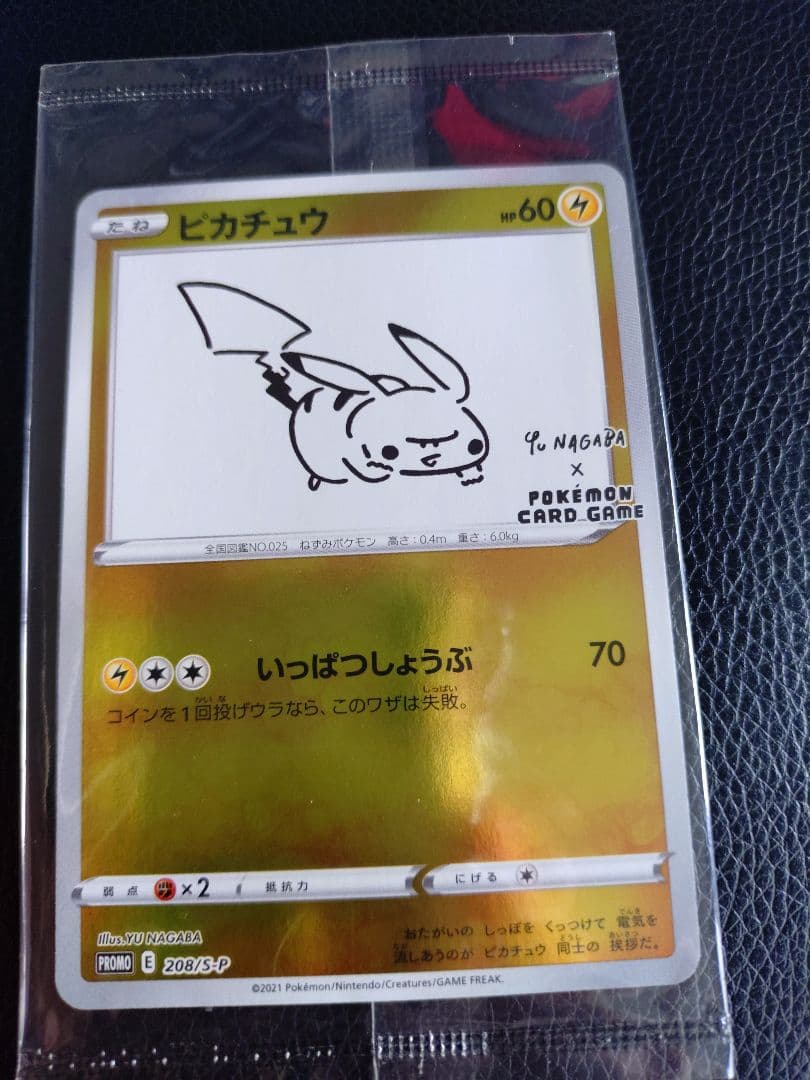 たね ピカチュウ HP60
Yu NAGABA
×
POKÉMON
CARD GAME
全国図鑑NO.025 ねずみポケモン 高さ:0.4m 重さ:6.0kg
いっぱつしょうぶ 70
コインを1回投げウラなら、このワザは失敗。
弱点 ×2 抵抗力 にげる
Illus.YU NAGABA
おたがいの しっぽを くっつけて 電気を
流しあうのが ピカチュウ 同士の 挨拶だ。
PROMO E 208/S-P
©2021 Pokémon/Nintendo/Creatures/GAME FREAK.